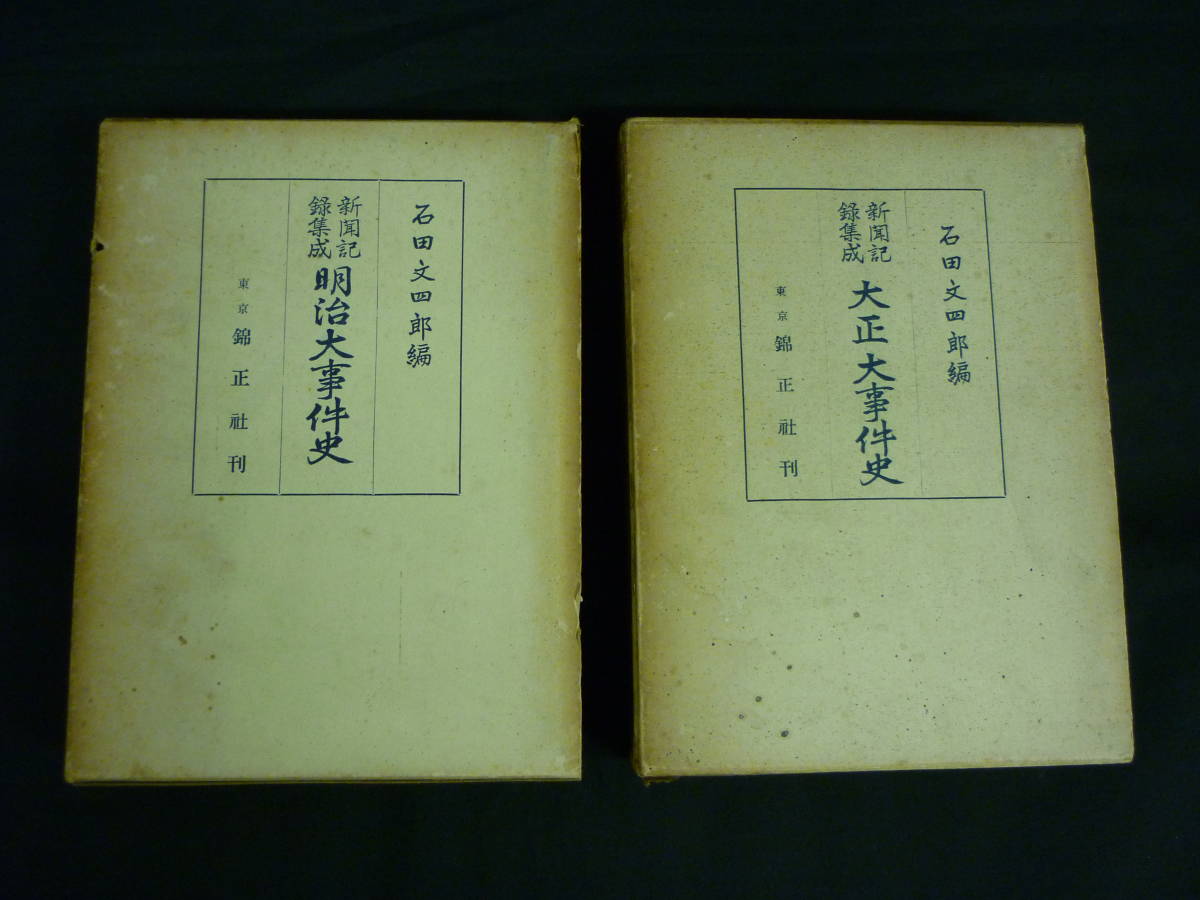 石田文四郎編
新聞記
録集成
明治大事件史
東京 錦正社刊
石田文四郎編
新聞記
録集成
大正大事件史
東京 錦正社刊